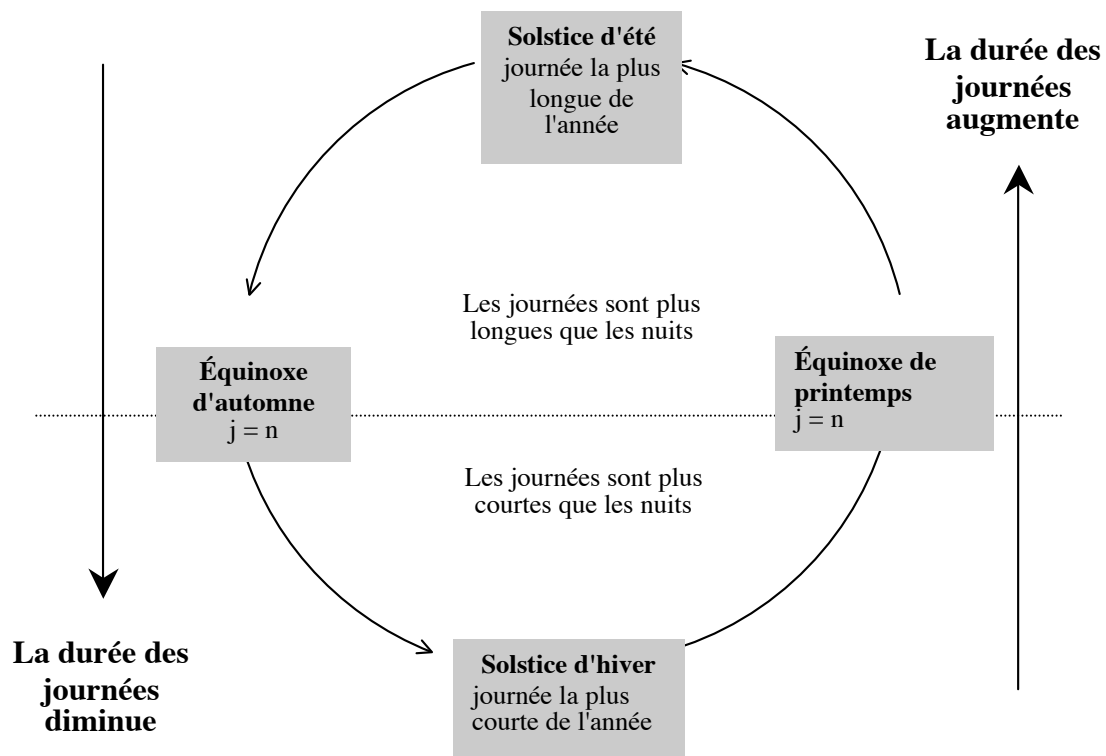 Solstice d'été
journée la plus
longue de
l'année
La durée des
journées
augmente
Les journées sont plus
longues que les nuits
Équinoxe
d'automne
j = n
Équinoxe de
printemps
j = n
Les journées sont plus
courtes que les nuits
La durée des
journées
diminue
Solstice d'hiver
journée la plus
courte de l'année